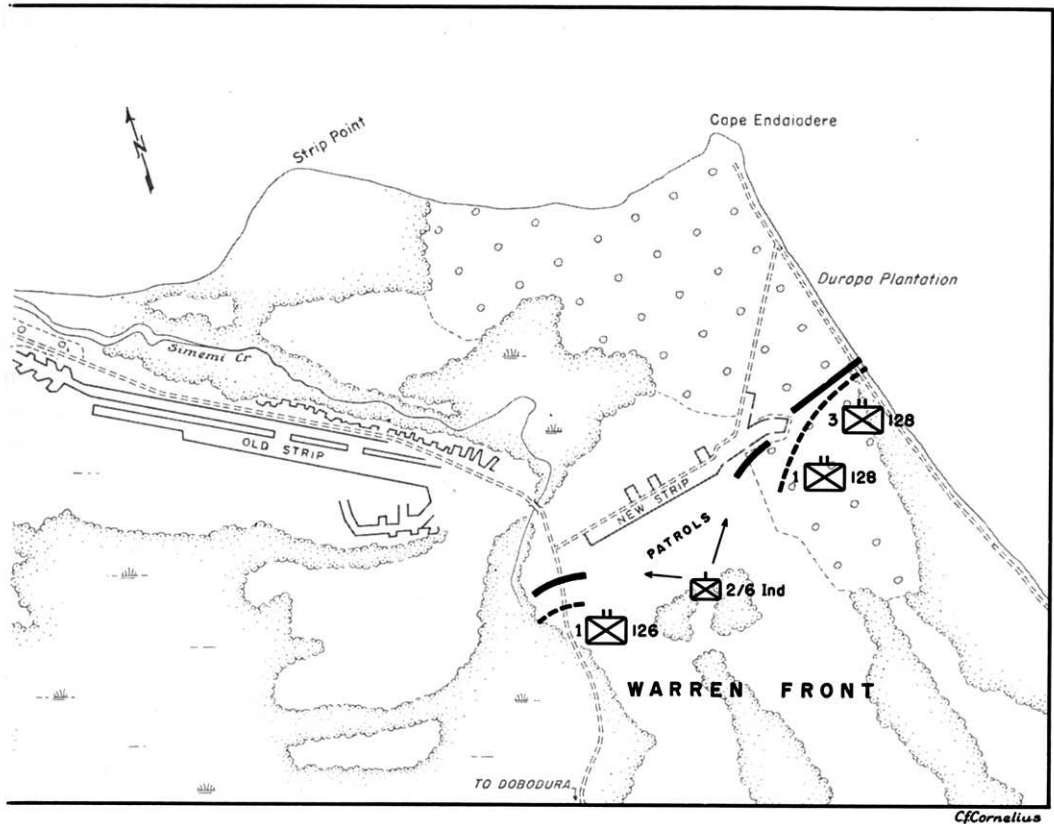 N
Cape Endaiadere
Strip Point
Duropa Plantation
Simemi Cr
OLD STRIP
3 128
1 128
NEW STRIP
PATROLS
2/6 Ind
1 126
WARREN FRONT
TO DOBODURA
C.f.Cornelius